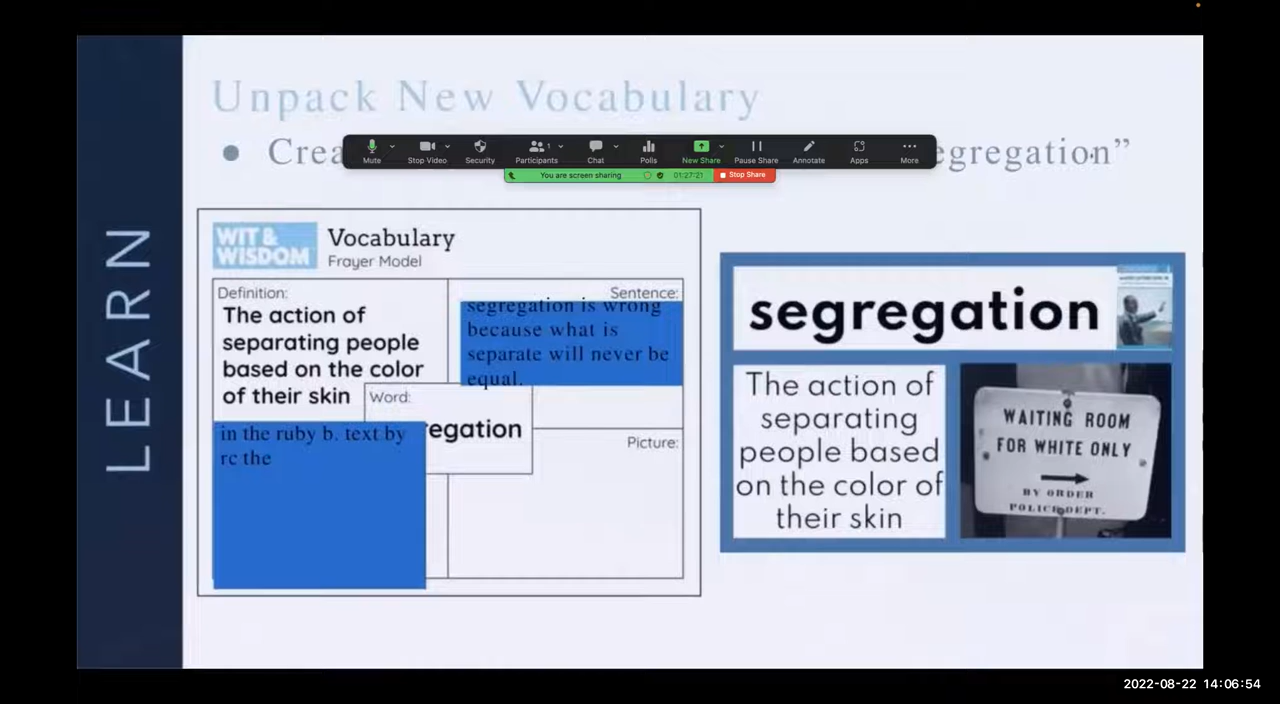 Unpack New Vocabulary
Crea egregation”
Mute Stop Video Security Participants 1 Chat Polls New Share Pause Share Annotate Apps More
You are screen sharing 01:27:21 Stop Share
LEARN
WIT &
WISDOM
Vocabulary
Frayer Model
Definition:
The action of
separating people
based on the color
of their skin
Sentence:
segregation is wrong
because what is
separate will never be
equal.
Word:
regation
in the ruby b. text by
rc the
Picture:
segregation
The action of
separating
people based
on the color of
their skin
WAITING ROOM
FOR WHITE ONLY
BY ORDER
POLICE DEPT.
2022-08-22 14:06:54